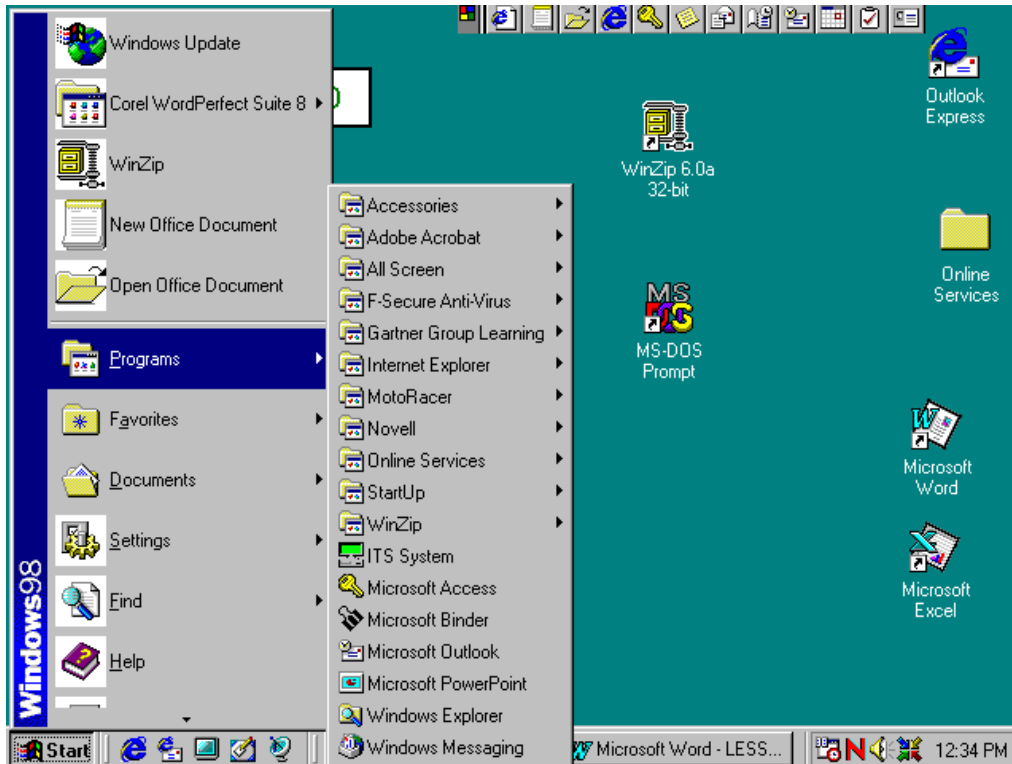 Windows Update
Corel WordPerfect Suite 8
WinZip
New Office Document
Open Office Document
Programs
Favorites
Documents
Settings
Find
Help
Windows98
Accessories
Adobe Acrobat
All Screen
F-Secure Anti-Virus
Gartner Group Learning
Internet Explorer
MotoRacer
Novell
Online Services
StartUp
WinZip
ITS System
Microsoft Access
Microsoft Binder
Microsoft Outlook
Microsoft PowerPoint
Windows Explorer
Windows Messaging
WinZip 6.0a
32-bit
MS
MS-DOS
Prompt
Outlook
Express
Online
Services
Microsoft
Word
Microsoft
Excel
Start
Microsoft Word - LESS...
12:34 PM